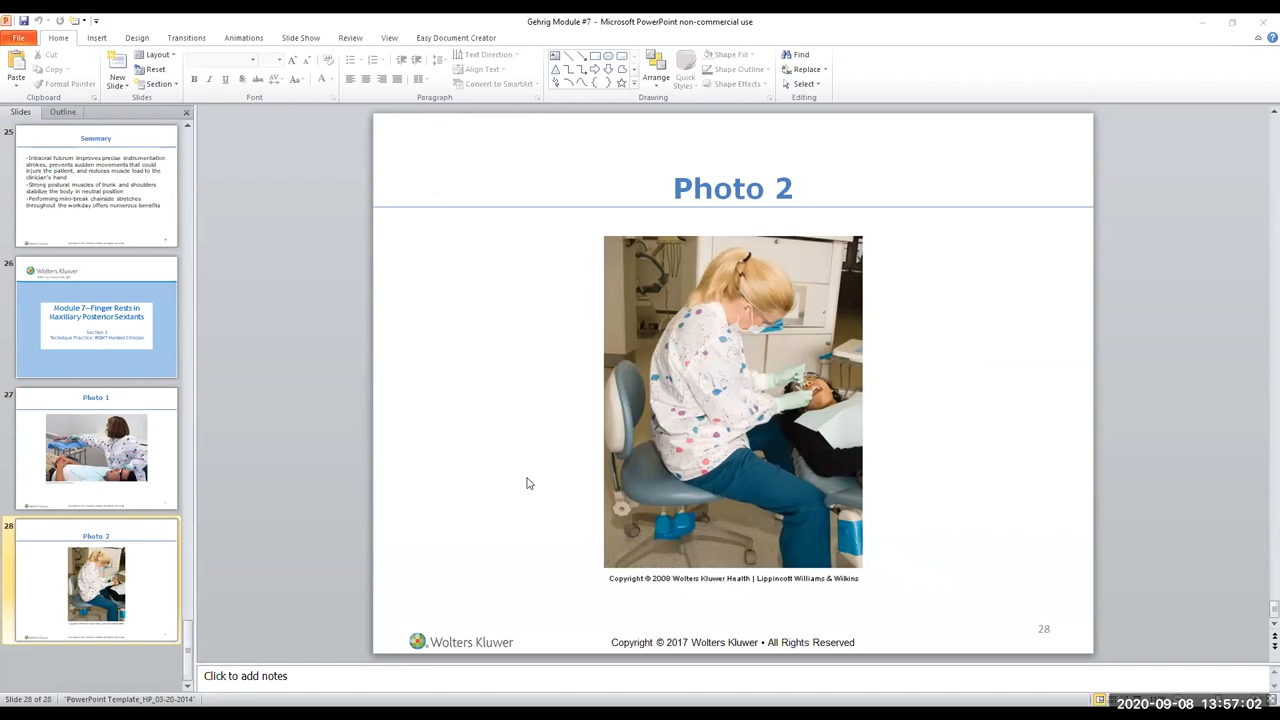 Gehrig Module #7 - Microsoft PowerPoint non-commercial use
File Home Insert Design Transitions Animations Slide Show Review View Easy Document Creator
Paste
Cut
Copy
Format Painter
Clipboard
New
Slide
Layout
Reset
Section
Slides
B I U S abc AV Aa A
Font
Text Direction
Align Text
Convert to SmartArt
Paragraph
Arrange
Quick
Styles
Shape Fill
Shape Outline
Shape Effects
Drawing
Find
Replace
Select
Editing
Slides Outline
25
Summary
•Intraoral fulcrum improves precise instrumentation
strokes, prevents sudden movements that could
injure the patient, and reduces muscle load to the
clinician's hand
•Strong postural muscles of trunk and shoulders
stabilize the body in neutral position
•Performing mini-break chairside stretches
throughout the workday offers numerous benefits
26
Wolters Kluwer
Module 7—Finger Rests in
Maxillary Posterior Sextants
Technique Practice: RIGHT-Handed Clinician
27
Photo 1
28
Photo 2
Photo 2
Copyright © 2008 Wolters Kluwer Health | Lippincott Williams & Wilkins
28
Wolters Kluwer
Copyright © 2017 Wolters Kluwer • All Rights Reserved
Click to add notes
Slide 28 of 28 "PowerPoint Template_HP_03-20-2014"
2020-09-08 13:57:02